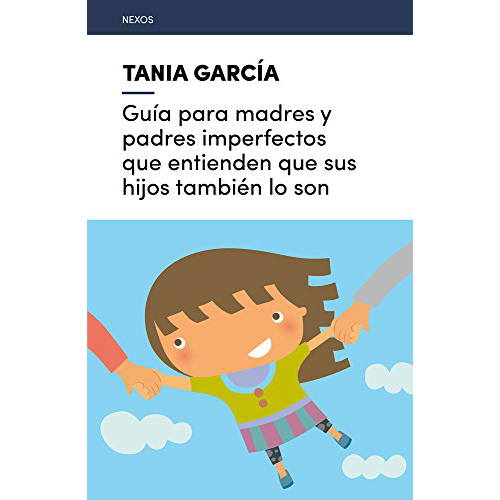 NEXOS
TANIA GARCÍA
Guía para madres y
padres imperfectos
que entienden que sus
hijos también lo son